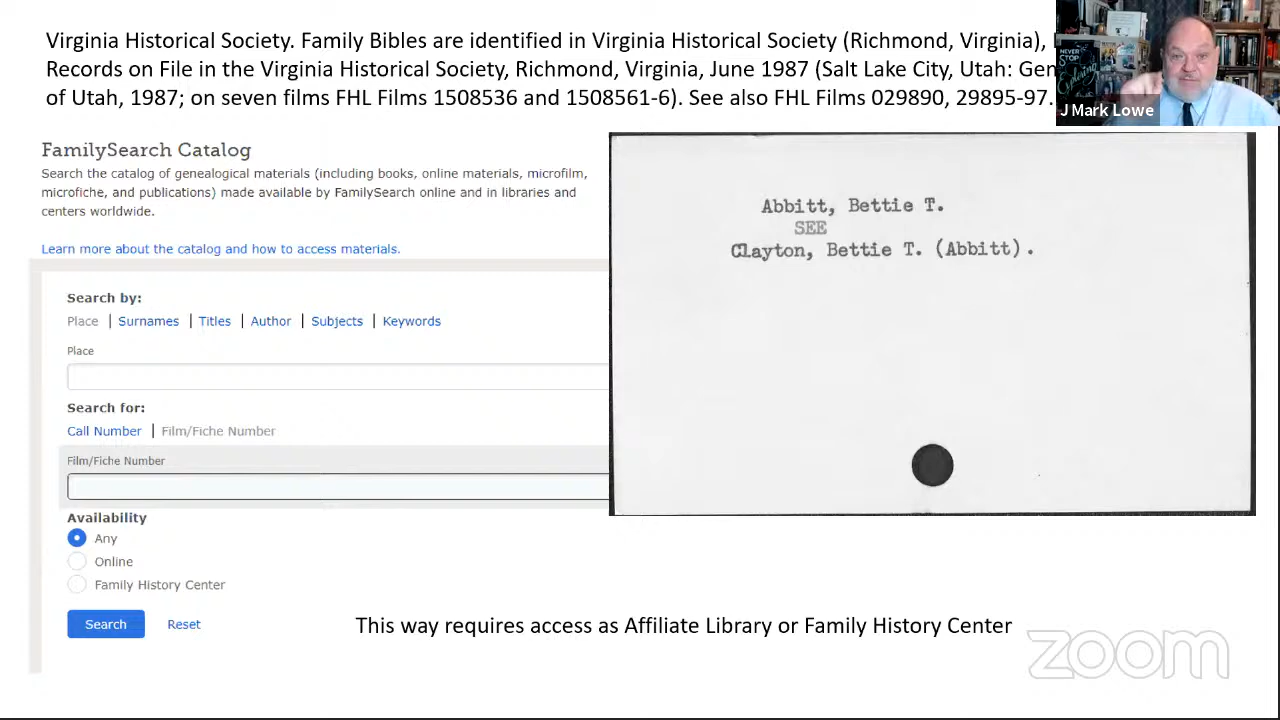 Virginia Historical Society. Family Bibles are identified in Virginia Historical Society (Richmond, Virginia),
Records on File in the Virginia Historical Society, Richmond, Virginia, June 1987 (Salt Lake City, Utah: Gen
of Utah, 1987; on seven films FHL Films 1508536 and 1508561-6). See also FHL Films 029890, 29895-97.
NEVER
STOP
Exploring
J Mark Lowe
FamilySearch Catalog
Search the catalog of genealogical materials (including books, online materials, microfilm,
microfiche, and publications) made available by FamilySearch online and in libraries and
centers worldwide.
Learn more about the catalog and how to access materials.
Search by:
Place | Surnames | Titles | Author | Subjects | Keywords
Place
Search for:
Call Number | Film/Fiche Number
Film/Fiche Number
Availability
Any
Online
Family History Center
Search Reset
Abbitt, Bettie T.
SEE
Clayton, Bettie T. (Abbitt).
This way requires access as Affiliate Library or Family History Center
zoom